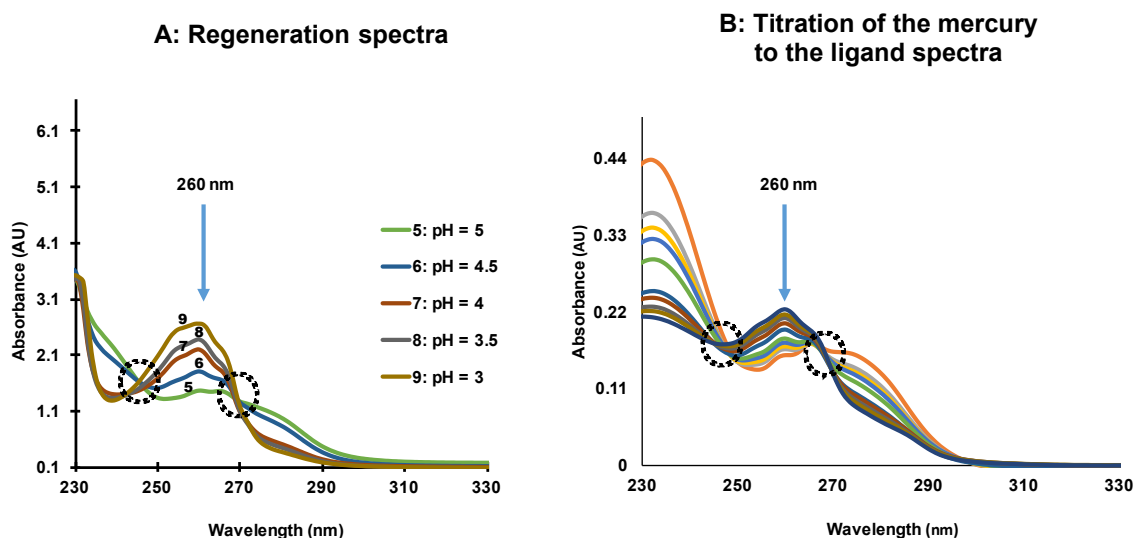 A: Regeneration spectra
6.1
5.1
4.1
3.1
2.1
1.1
0.1
Absorbance (AU)
260 nm
9
8
7
6
5
5: pH = 5
6: pH = 4.5
7: pH = 4
8: pH = 3.5
9: pH = 3
230 250 270 290 310 330
Wavelength (nm)
B: Titration of the mercury
to the ligand spectra
0.44
0.33
0.22
0.11
0
Absorbance (AU)
260 nm
230 250 270 290 310 330
Wavelength (nm)